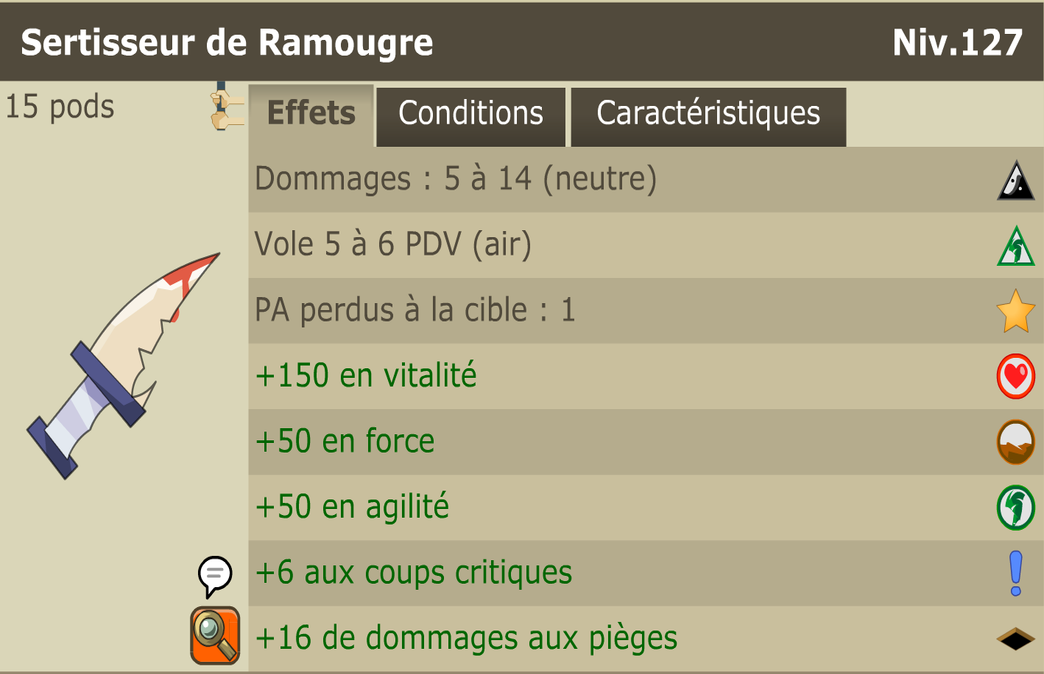 Sertisseur de Ramougre
Niv.127
15 pods
Effets
Conditions
Caractéristiques
Dommages : 5 à 14 (neutre)
Vole 5 à 6 PDV (air)
PA perdus à la cible : 1
+150 en vitalité
+50 en force
+50 en agilité
+6 aux coups critiques
+16 de dommages aux pièges